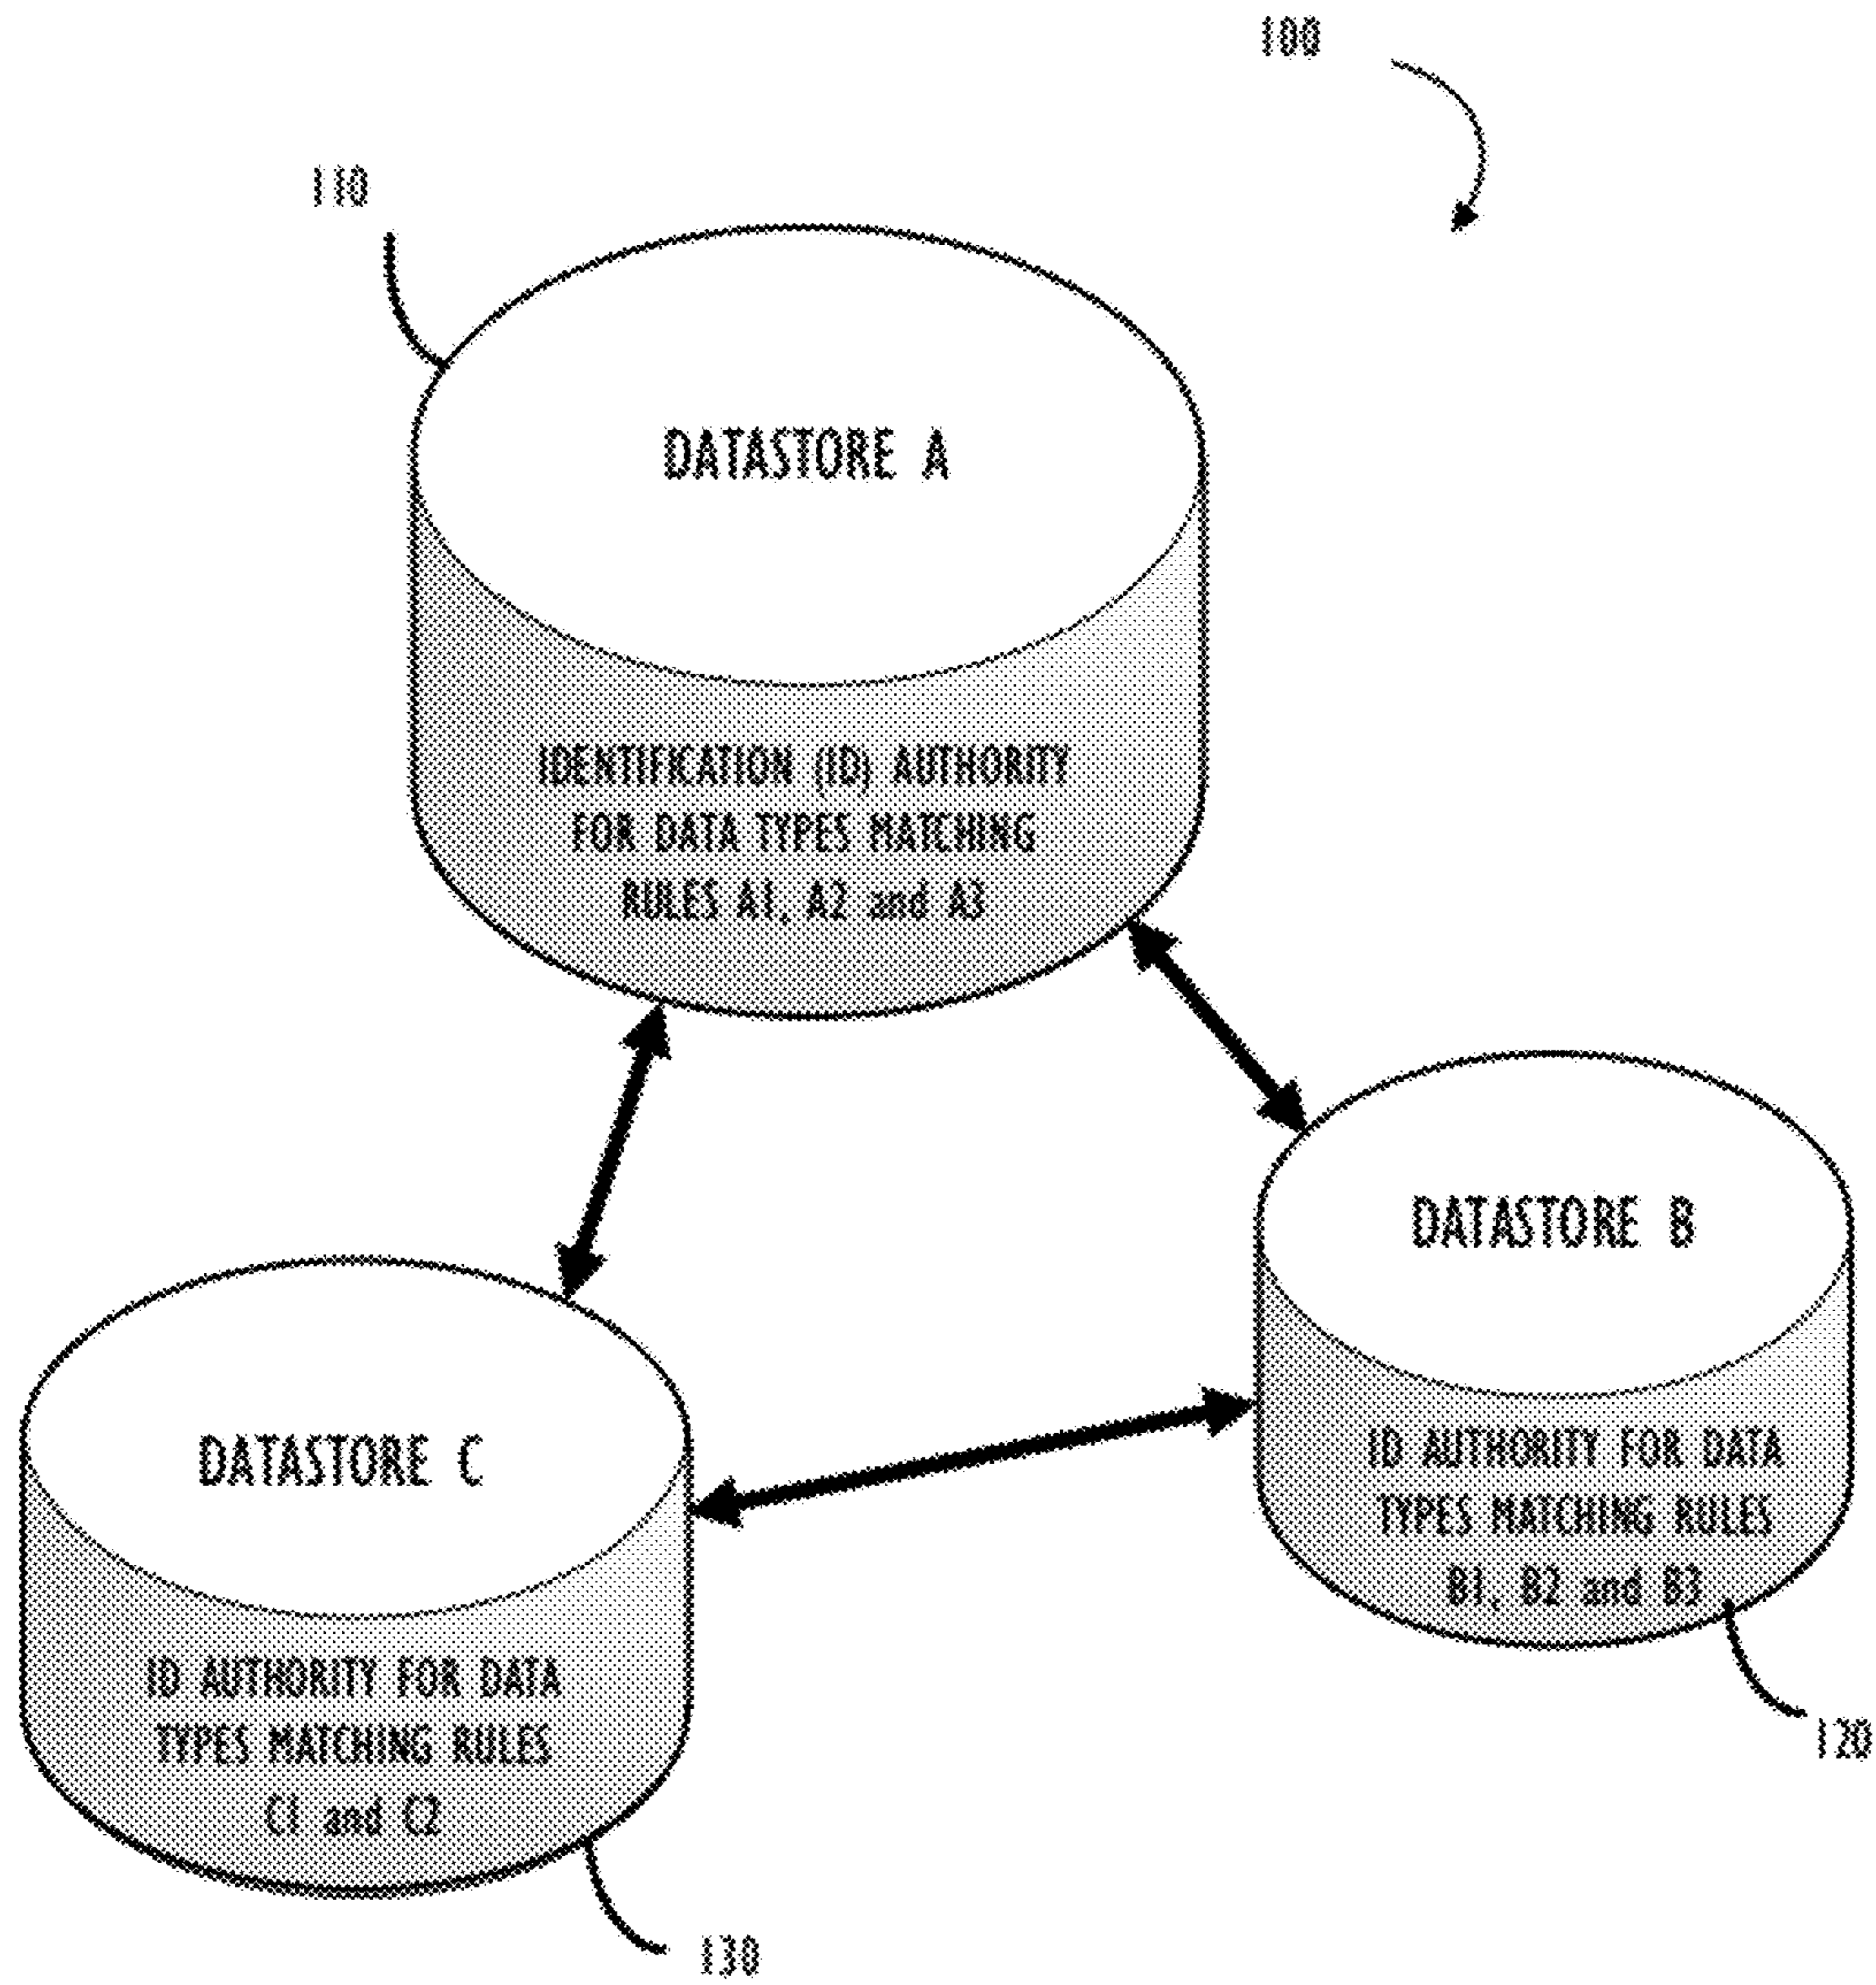 100
110
DATASTORE A
IDENTIFICATION (ID) AUTHORITY
FOR DATA TYPES MATCHING
RULES A1, A2 and A3
DATASTORE B
ID AUTHORITY FOR DATA
TYPES MATCHING RULES
B1, B2 and B3
120
DATASTORE C
ID AUTHORITY FOR DATA
TYPES MATCHING RULES
C1 and C2
130